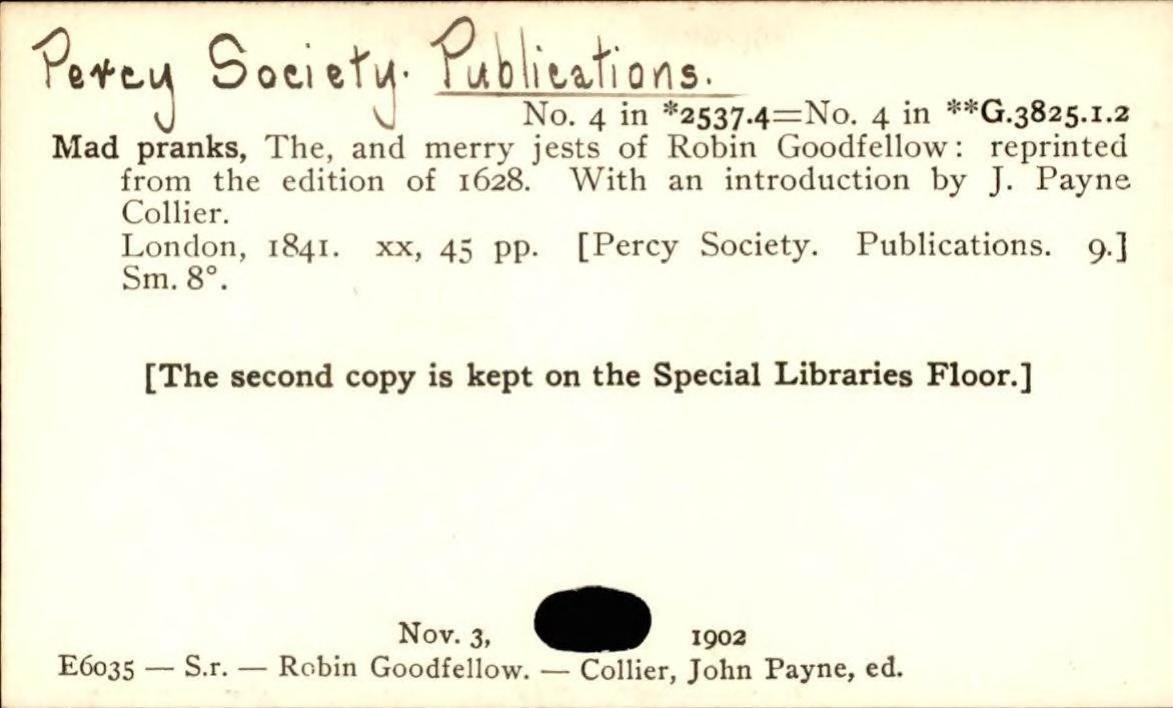 Percy Society. Publications.
No. 4 in *2537.4=No. 4 in **G.3825.1.2
Mad pranks, The, and merry jests of Robin Goodfellow: reprinted
from the edition of 1628. With an introduction by J. Payne
Collier.
London, 1841. xx, 45 pp. [Percy Society. Publications. 9.]
Sm. 8°.
[The second copy is kept on the Special Libraries Floor.]
Nov. 3, 1902
E6035 — S.r. — Robin Goodfellow. — Collier, John Payne, ed.